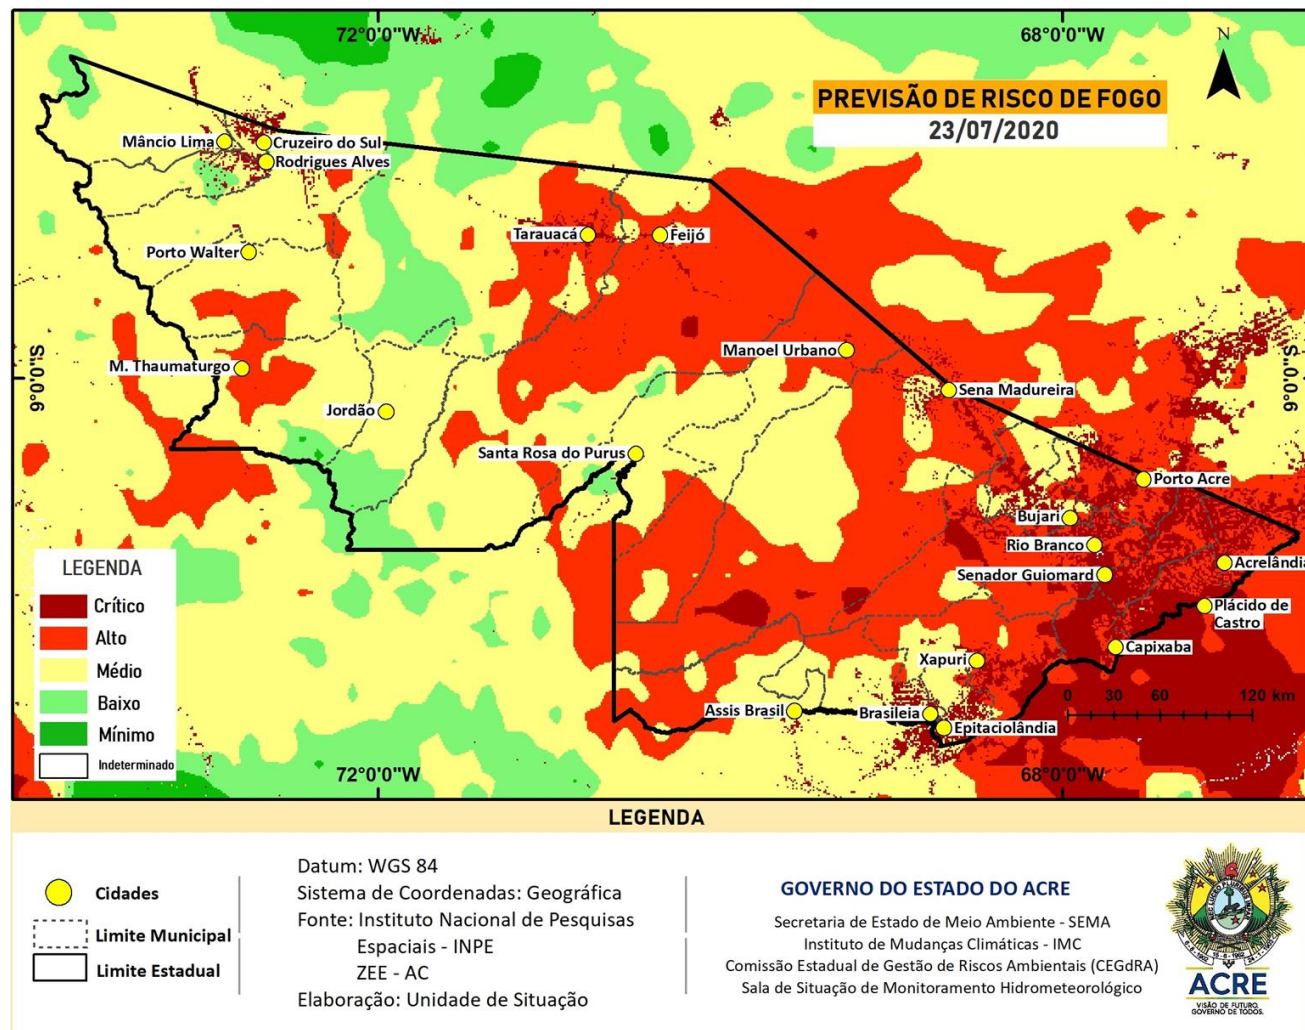 72°0'0"W
68°0'0"W
N
PREVISÃO DE RISCO DE FOGO
23/07/2020
Mâncio Lima
Cruzeiro do Sul
Rodrigues Alves
Porto Walter
Tarauacá
Feijó
M. Thaumaturgo
Jordão
Manoel Urbano
Sena Madureira
Santa Rosa do Purus
Porto Acre
Bujari
Rio Branco
Senador Guiomard
Acrelândia
Plácido de
Castro
Capixaba
Xapuri
Assis Brasil
Brasileia
Epitaciolândia
9°0'0"S
9°0'0"S
0 30 60 120 km
LEGENDA
Crítico
Alto
Médio
Baixo
Mínimo
Indeterminado
72°0'0"W
68°0'0"W
LEGENDA
Cidades
Limite Municipal
Limite Estadual
Datum: WGS 84
Sistema de Coordenadas: Geográfica
Fonte: Instituto Nacional de Pesquisas
Espaciais - INPE
ZEE - AC
Elaboração: Unidade de Situação
GOVERNO DO ESTADO DO ACRE
Secretaria de Estado de Meio Ambiente - SEMA
Instituto de Mudanças Climáticas - IMC
Comissão Estadual de Gestão de Riscos Ambientais (CEGdRA)
Sala de Situação de Monitoramento Hidrometeorológico
ACRE
VISÃO DE FUTURO.
GOVERNO DE TODOS.